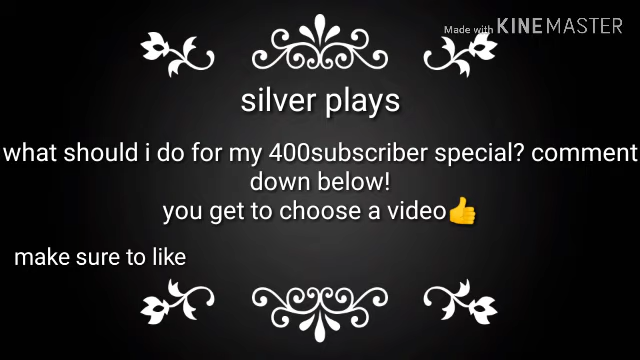 Made with KINEMASTER
silver plays
what should i do for my 400subscriber special? comment
down below!
you get to choose a video👍
make sure to like